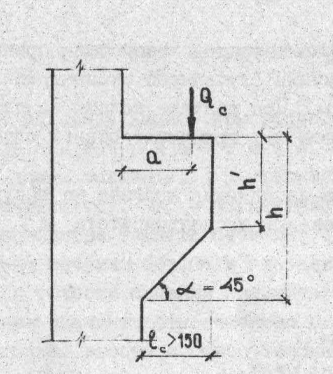 Q_c
a
h'
h
α = 45°
ℓ_c >150